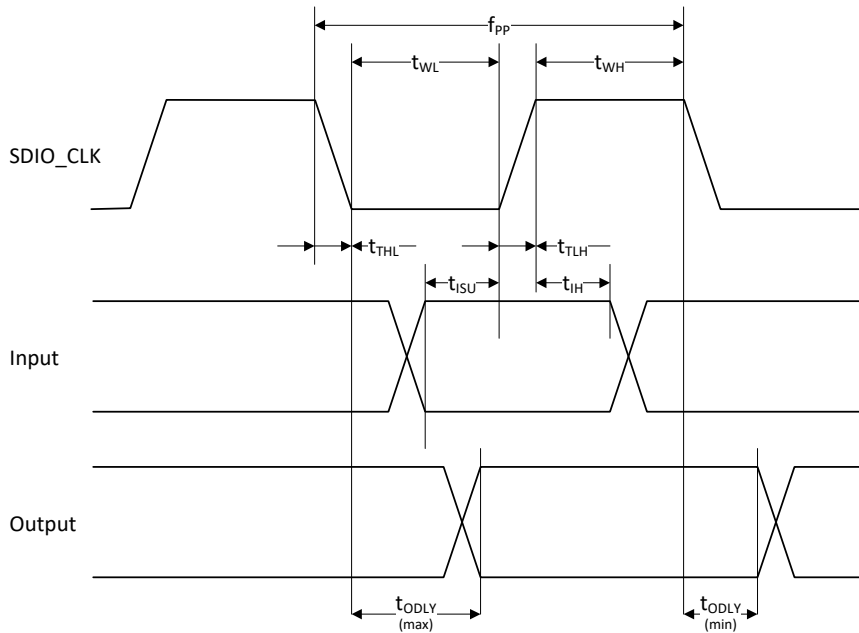 fPP
tWL
tWH
SDIO_CLK
tTHL
tTLH
tISU
tIH
Input
Output
tODLY
(max)
tODLY
(min)